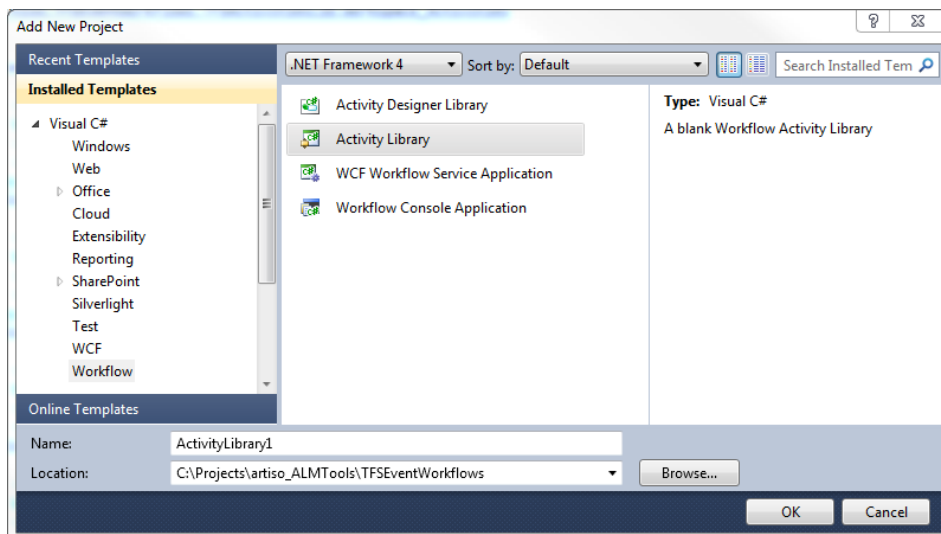 Add New Project
Recent Templates
.NET Framework 4 Sort by: Default Search Installed Tem
Installed Templates
Visual C#
Windows
Web
Office
Cloud
Extensibility
Reporting
SharePoint
Silverlight
Test
WCF
Workflow
Activity Designer Library
Activity Library
WCF Workflow Service Application
Workflow Console Application
Type: Visual C#
A blank Workflow Activity Library
Online Templates
Name: ActivityLibrary1
Location: C:\Projects\artiso_ALMTools\TFSEventWorkflows Browse...
OK Cancel